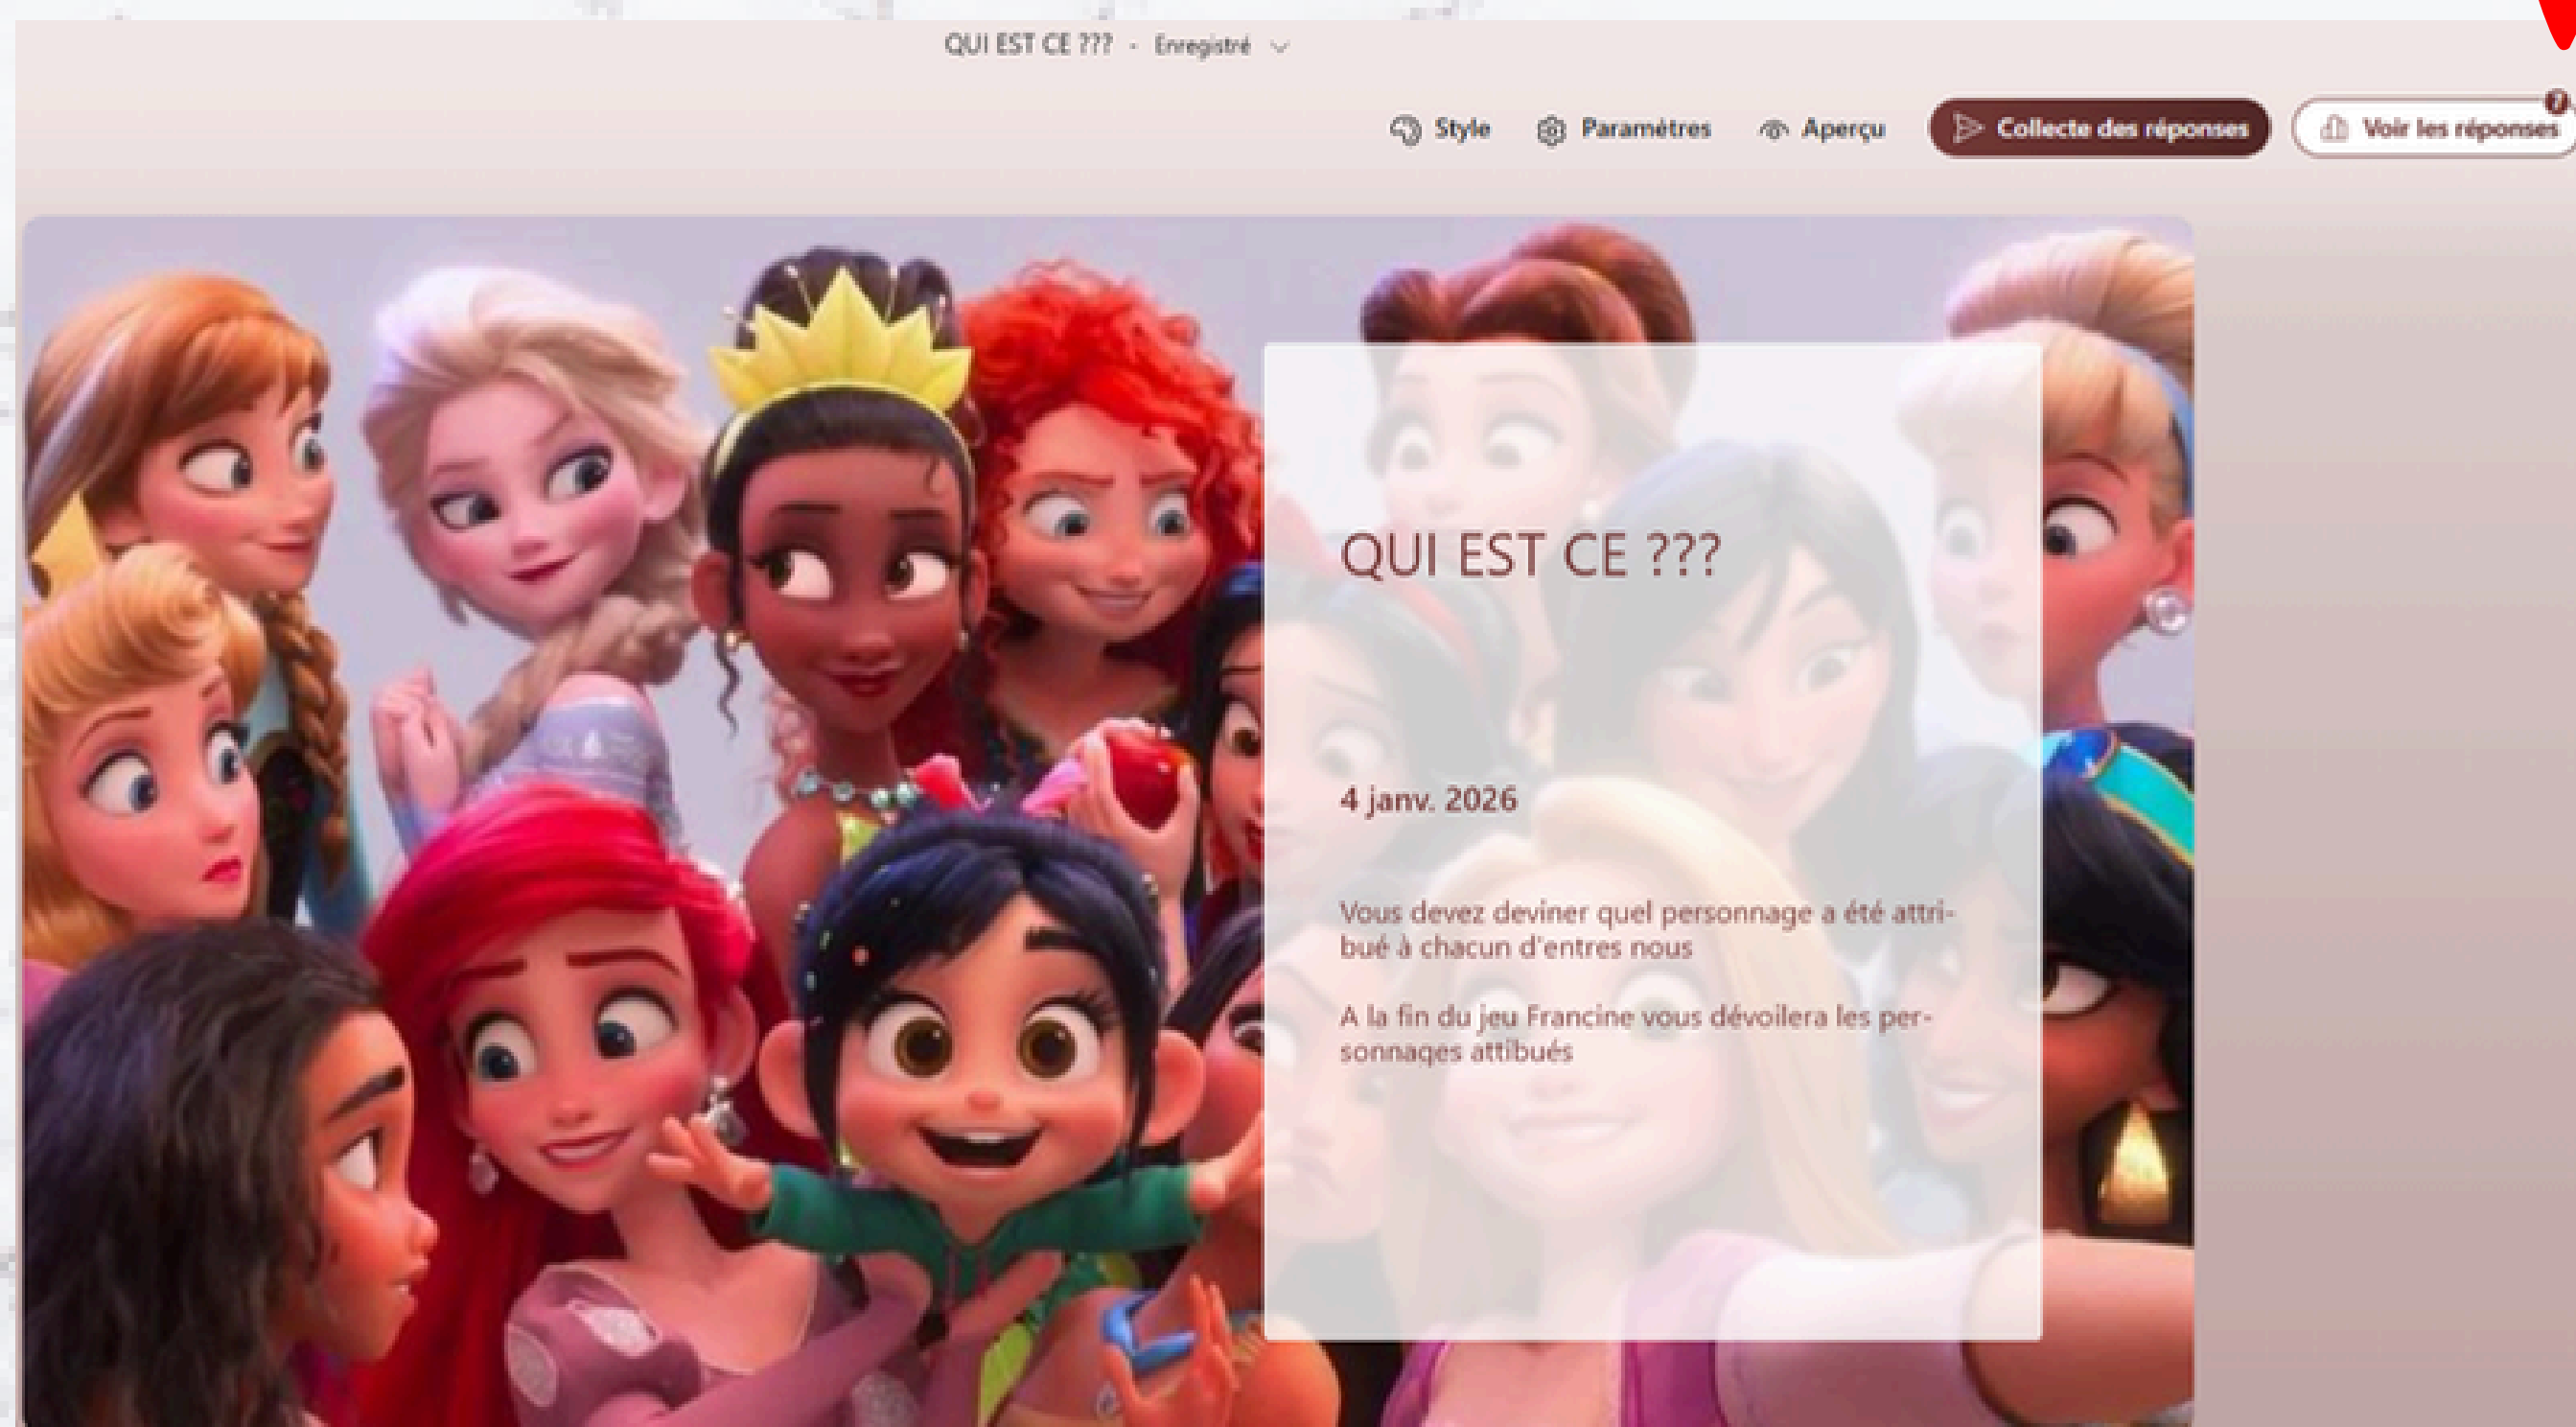 QUI EST CE ??? - Enregistré
Style Paramètres Aperçu Collecte des réponses Voir les réponses 7
QUI EST CE ???
4 janv. 2026
Vous devez deviner quel personnage a été attri-
bué à chacun d'entres nous
A la fin du jeu Francine vous dévoilera les per-
sonnages attibués